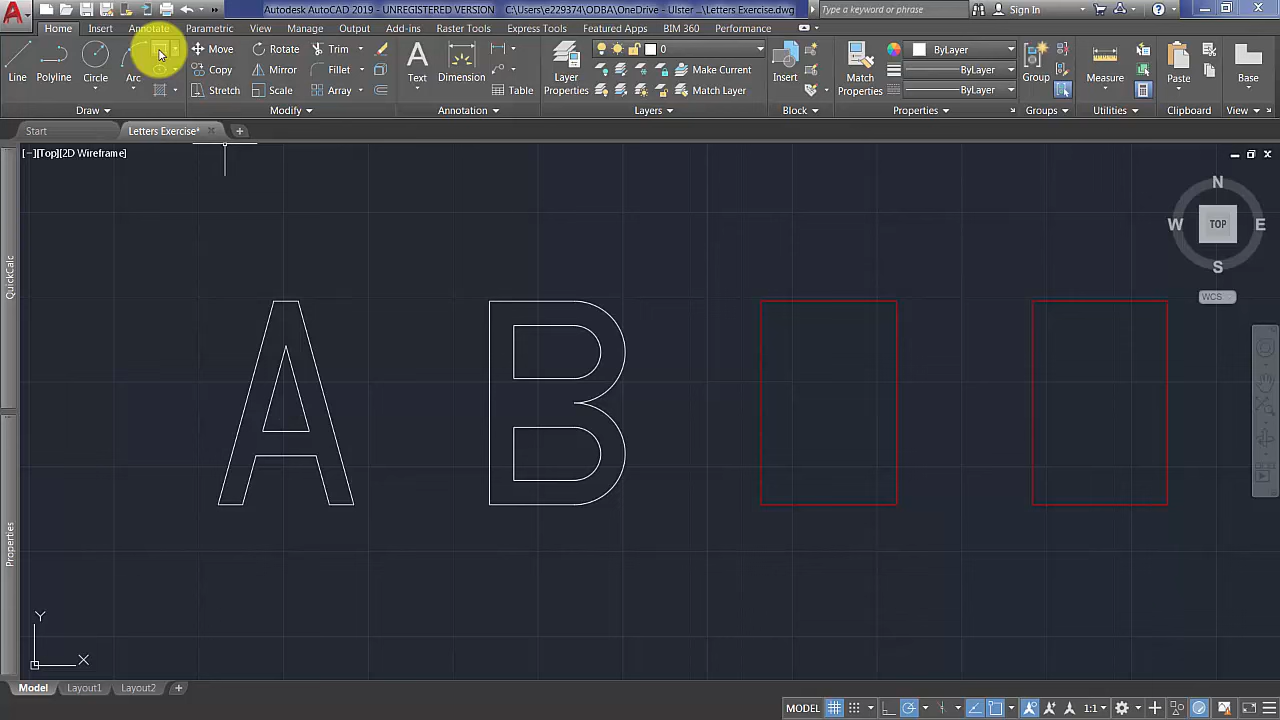 Autodesk AutoCAD 2019 - UNREGISTERED VERSION C:\Users\e229374\ODBA\OneDrive - Ulster ...\Letters Exercise.dwg Type a keyword or phrase Sign In
Home Insert Annotate Parametric View Manage Output Add-ins Raster Tools Express Tools Featured Apps BIM 360 Performance
Line Polyline Circle Arc
Move Rotate Trim
Copy Mirror Fillet
Stretch Scale Array
Text Dimension Table
Layer Properties
0
Make Current
Match Layer
Insert
Match Properties
ByLayer
ByLayer
ByLayer
Group Measure Paste Base
Draw Modify Annotation Layers Block Properties Groups Utilities Clipboard View
Start Letters Exercise*
[−][Top][2D Wireframe]
N
W TOP E
S
WCS
QuickCalc
Properties
A B
Y
X
Model Layout1 Layout2
MODEL 1:1